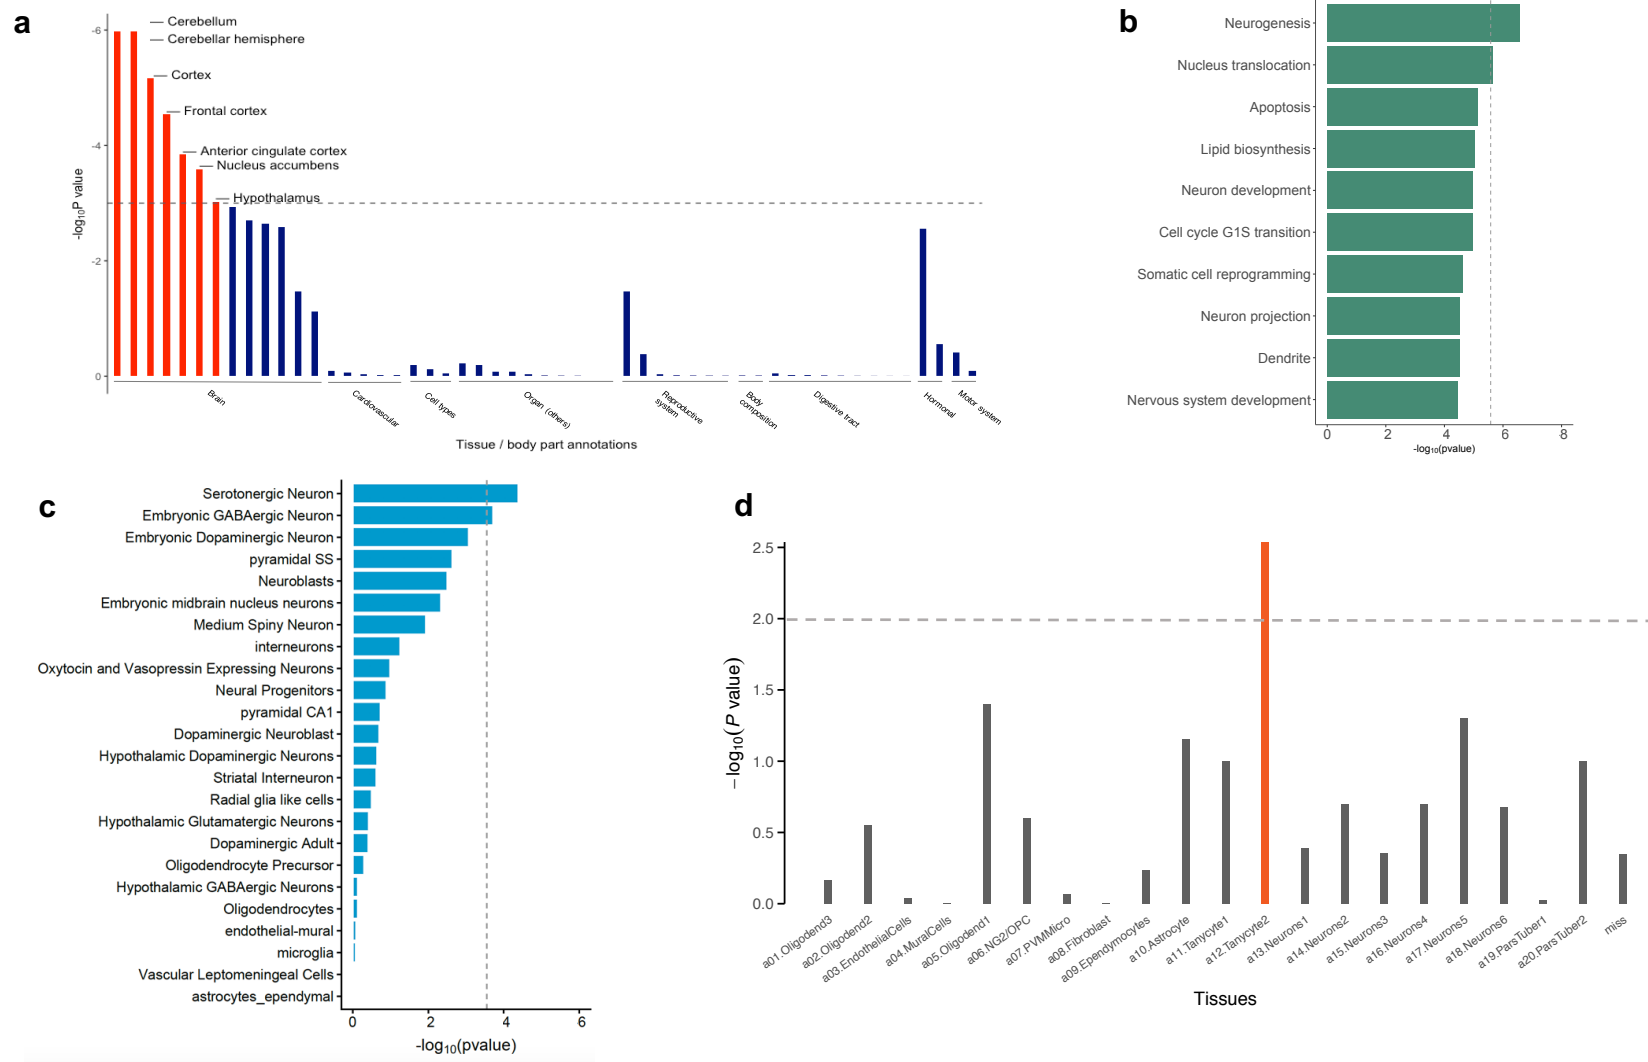 a
Cerebellum
Cerebellar hemisphere
Cortex
Frontal cortex
Anterior cingulate cortex
Nucleus accumbens
Hypothalamus
-6
-4
-2
0
-log10P value
Brain
Cardiovascular
Cell types
Organ (others)
Reproductive
system
Body
composition
Digestive tract
Hormonal
Motor system
Tissue / body part annotations
b
Neurogenesis
Nucleus translocation
Apoptosis
Lipid biosynthesis
Neuron development
Cell cycle G1S transition
Somatic cell reprogramming
Neuron projection
Dendrite
Nervous system development
0 2 4 6 8
-log10(pvalue)
c
Serotonergic Neuron
Embryonic GABAergic Neuron
Embryonic Dopaminergic Neuron
pyramidal SS
Neuroblasts
Embryonic midbrain nucleus neurons
Medium Spiny Neuron
interneurons
Oxytocin and Vasopressin Expressing Neurons
Neural Progenitors
pyramidal CA1
Dopaminergic Neuroblast
Hypothalamic Dopaminergic Neurons
Striatal Interneuron
Radial glia like cells
Hypothalamic Glutamatergic Neurons
Dopaminergic Adult
Oligodendrocyte Precursor
Hypothalamic GABAergic Neurons
Oligodendrocytes
endothelial-mural
microglia
Vascular Leptomeningeal Cells
astrocytes_ependymal
0 2 4 6
-log10(pvalue)
d
2.5
2.0
1.5
1.0
0.5
0.0
−log10(P value)
a01.Oligodend3
a02.Oligodend2
a03.EndothelialCells
a04.MuralCells
a05.Oligodend1
a06.NG2/OPC
a07.PVMMicro
a08.Fibroblast
a09.Ependymocytes
a10.Astrocyte
a11.Tanycyte1
a12.Tanycyte2
a13.Neurons1
a14.Neurons2
a15.Neurons3
a16.Neurons4
a17.Neurons5
a18.Neurons6
a19.ParsTuber1
a20.ParsTuber2
miss
Tissues